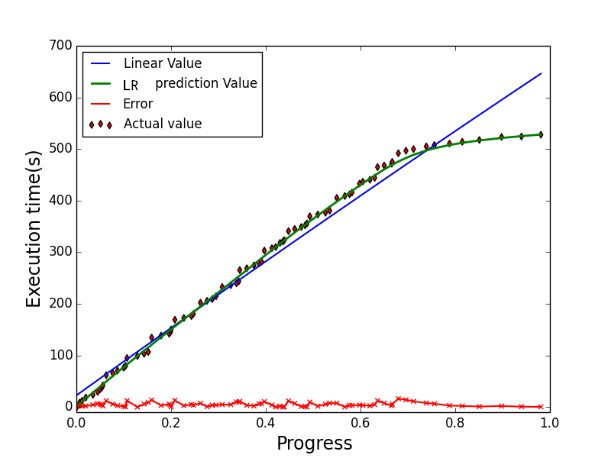 700
600
500
400
300
200
100
0
Execution time(s)
Linear Value
LR prediction Value
Error
Actual value
0.0 0.2 0.4 0.6 0.8 1.0
Progress